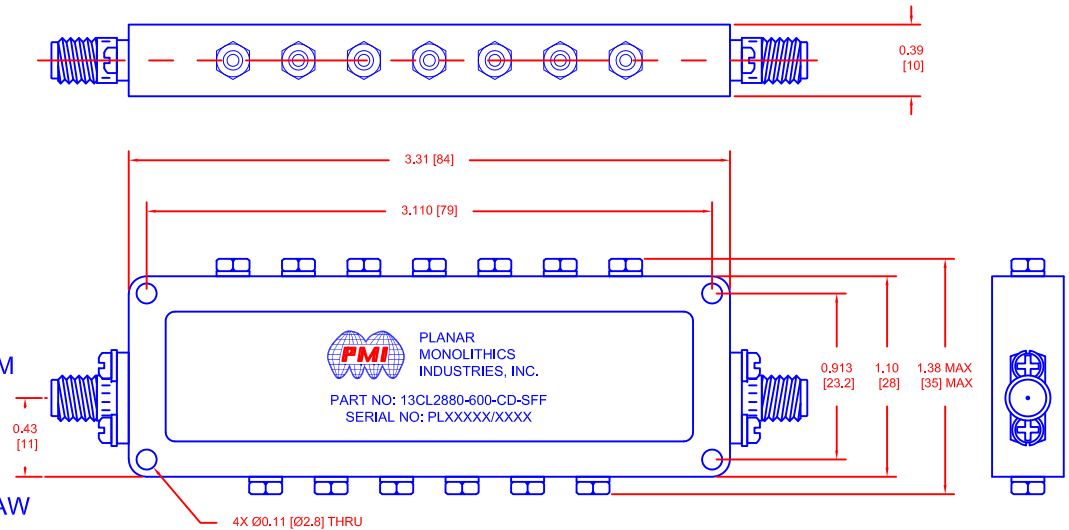 0.39
[10]
3.31 [84]
3.110 [79]
PMI
PLANAR
MONOLITHICS
INDUSTRIES, INC.
PART NO: 13CL2880-600-CD-SFF
SERIAL NO: PLXXXXX/XXXX
0.913
[23.2]
1.10
[28]
1.38 MAX
[35] MAX
M
0.43
[11]
AW
4X Ø0.11 [Ø2.8] THRU